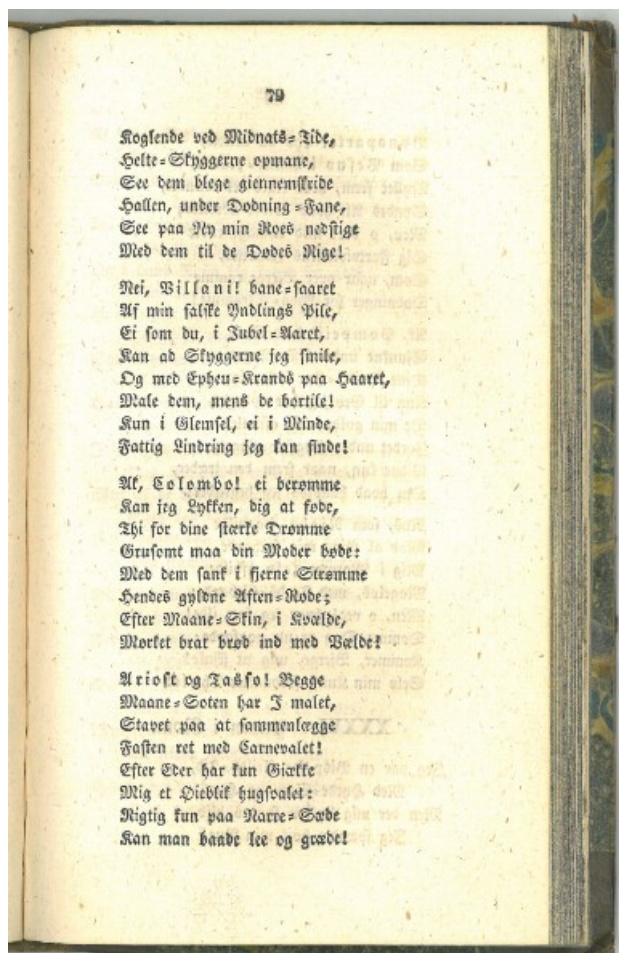 79
Koglende ved Midnats-Tide,
Helte-Skyggerne opmane,
See dem blege giennemskride
Hallen, under Dødning-Fane,
See paa Ny min Roes nedstige
Med dem til de Dødes Rige!
Nei, Villani! bane-saaret
Af min falske Yndlings Pile,
Ei som du, i Jubel-Aaret,
Kan ad Skyggerne jeg smile,
Og med Epheu-Krands paa Haaret,
Male dem, mens de bortile!
Kun i Glemsel, ei i Minde,
Fattig Lindring jeg kan finde!
Ak, Colombo! ei berømme
Kan jeg Lykken, dig at føde,
Thi for dine stærke Drømme
Grusomt maa din Moder bøde:
Med dem sank i fjerne Strømme
Hendes gyldne Aften-Røde;
Efter Maane-Skin, i Kvælde,
Mørket brat brød ind med Vælde!
Ariost og Tasso! Begge
Maane-Soten har I malet,
Stavet paa at sammenlægge
Fasten ret med Carnevalet!
Efter Eder har kun Giække
Mig et Øieblik hugsvalet:
Rigtig kun paa Narre-Sæde
Kan man baade lee og græde!